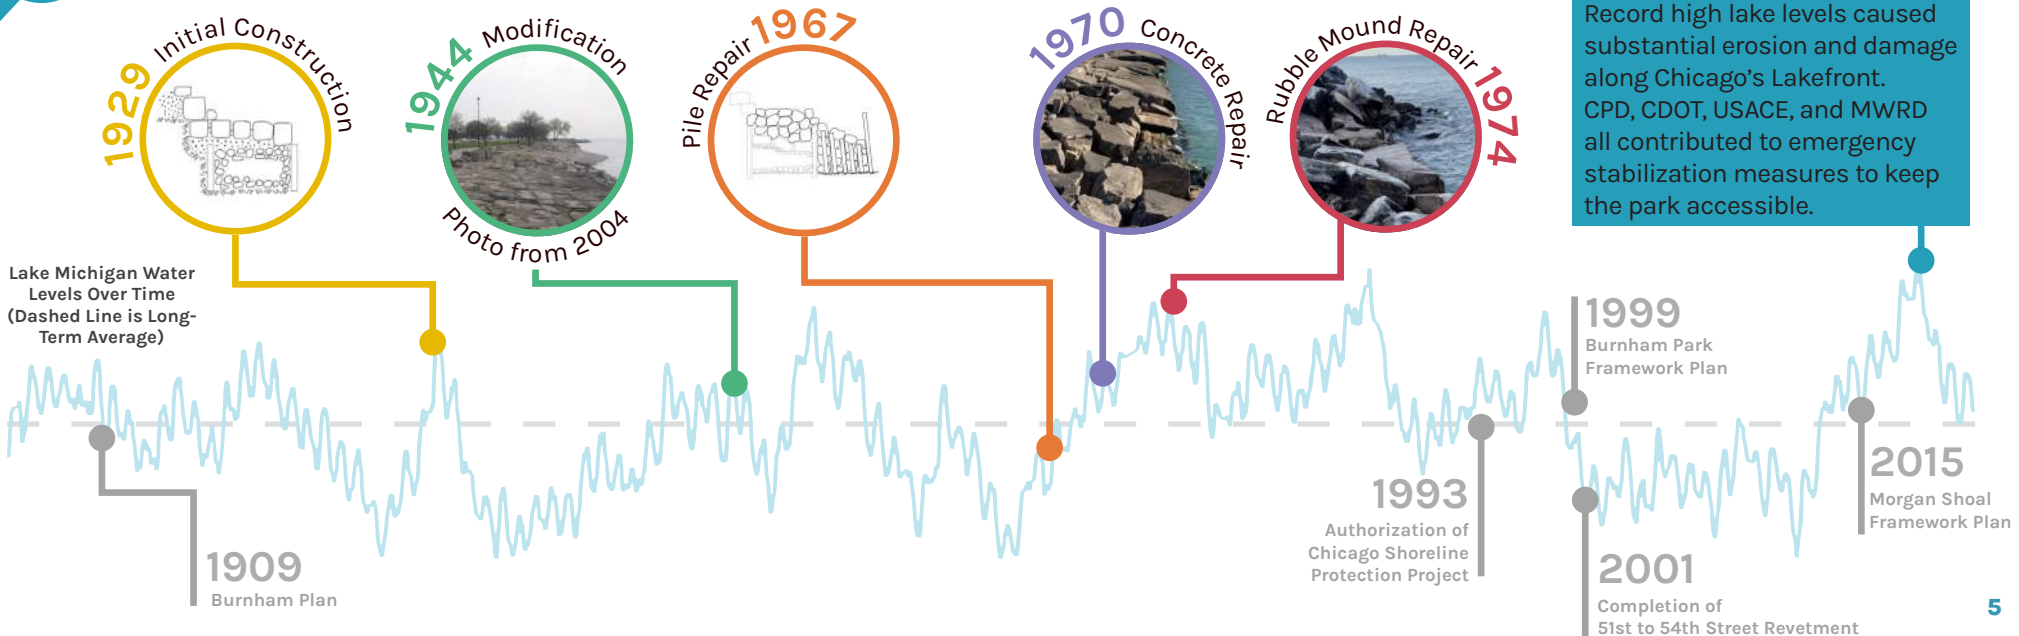 1929 Initial Construction
1944 Modification
Photo from 2004
Pile Repair 1967
1970 Concrete Repair
Rubble Mound Repair 1974
Record high lake levels caused
substantial erosion and damage
along Chicago's Lakefront.
CPD, CDOT, USACE, and MWRD
all contributed to emergency
stabilization measures to keep
the park accessible.
Lake Michigan Water
Levels Over Time
(Dashed Line is Long-
Term Average)
1909
Burnham Plan
1993
Authorization of
Chicago Shoreline
Protection Project
1999
Burnham Park
Framework Plan
2001
Completion of
51st to 54th Street Revetment
2015
Morgan Shoal
Framework Plan
5